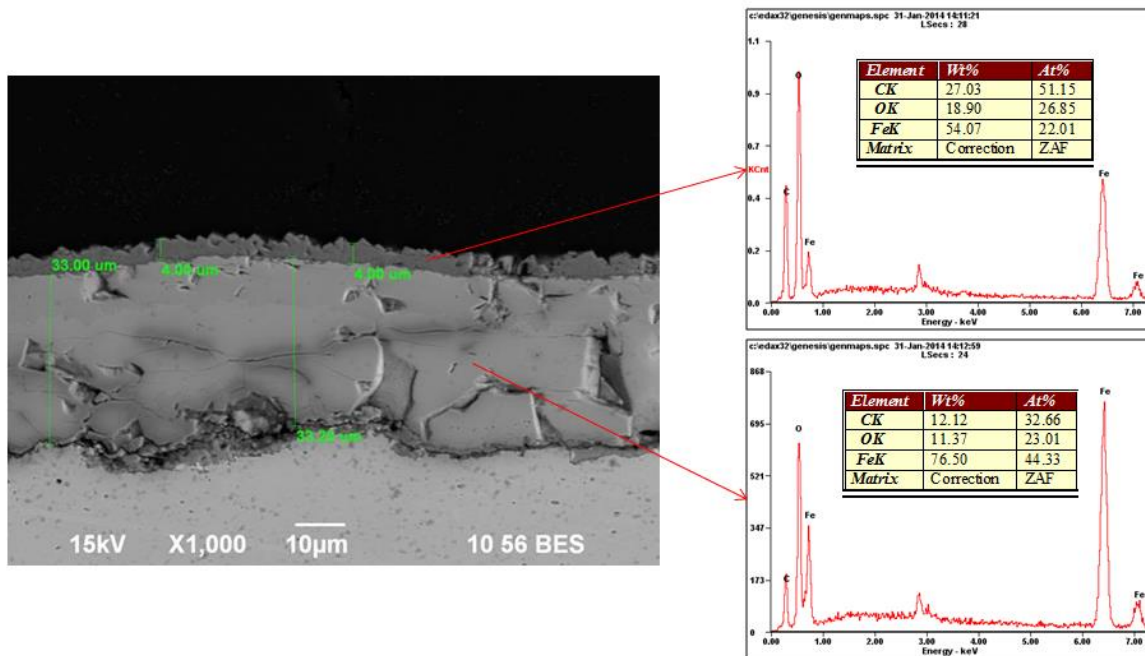 33.00 um
4.00 um
4.00 um
33.20 um
15kV X1,000 10µm 10 56 BES
c:\edax32\genesis\genmaps.spc 31-Jan-2014 14:11:21
LSecs : 28
1.1
0.9
0.7
KCnt
0.4
0.2
0.0
C
O
Fe
Fe
Fe
Element Wt% At%
CK 27.03 51.15
OK 18.90 26.85
FeK 54.07 22.01
Matrix Correction ZAF
0.00 1.00 2.00 3.00 4.00 5.00 6.00 7.00
Energy - keV
c:\edax32\genesis\genmaps.spc 31-Jan-2014 14:12:59
LSecs : 24
868
695
521
347
173
0
C
O
Fe
Fe
Fe
Element Wt% At%
CK 12.12 32.66
OK 11.37 23.01
FeK 76.50 44.33
Matrix Correction ZAF
0.00 1.00 2.00 3.00 4.00 5.00 6.00 7.00
Energy - keV